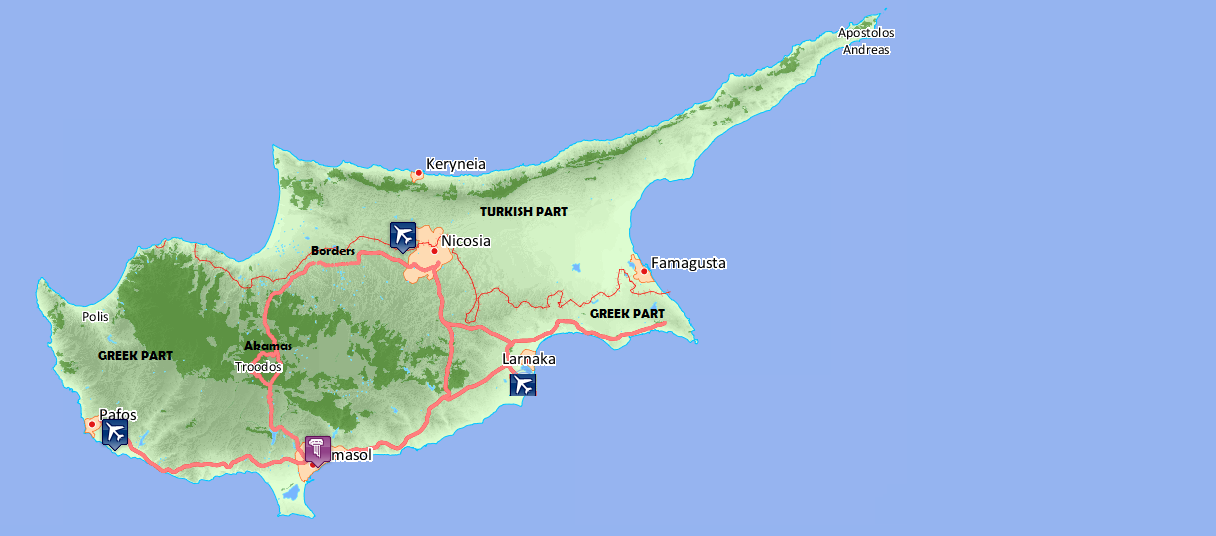 Apostolos
Andreas
Keryneia
TURKISH PART
Nicosia
Borders
Famagusta
Polis
GREEK PART
Akamas
GREEK PART
Larnaka
Troodos
Pafos
masol